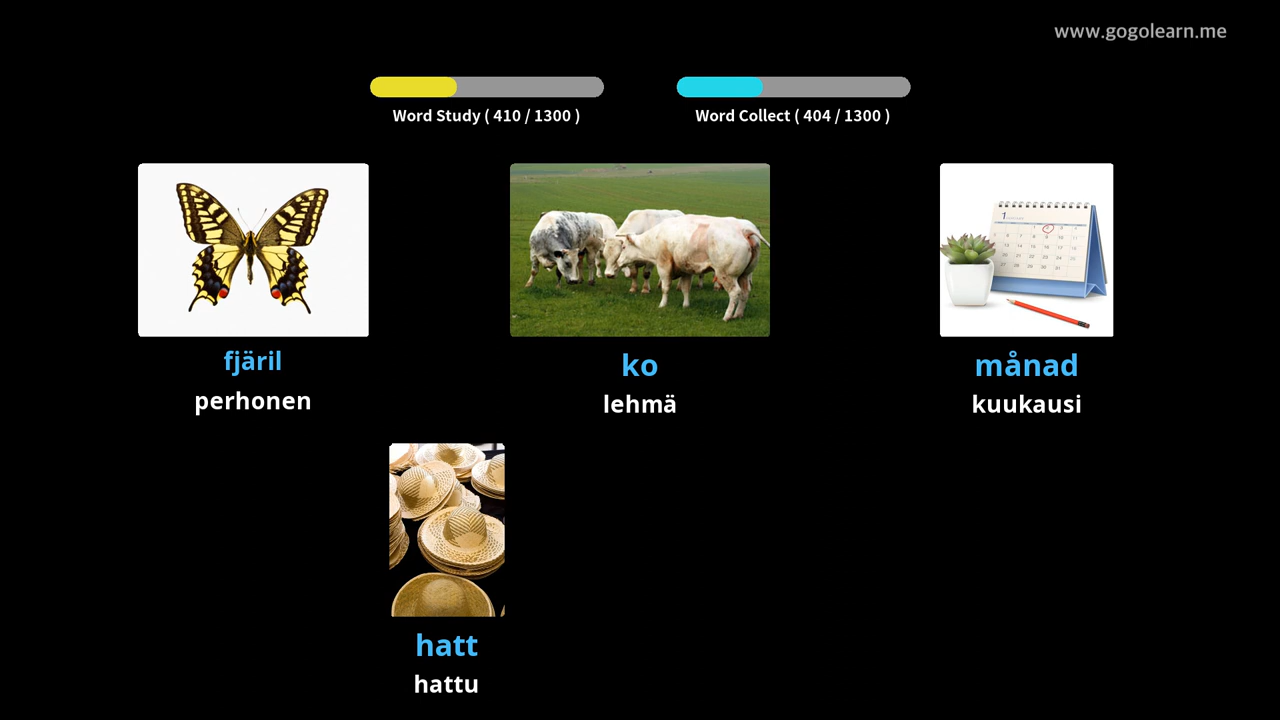 www.gogolearn.me
Word Study ( 410 / 1300 )
Word Collect ( 404 / 1300 )
fjäril
perhonen
ko
lehmä
månad
kuukausi
hatt
hattu